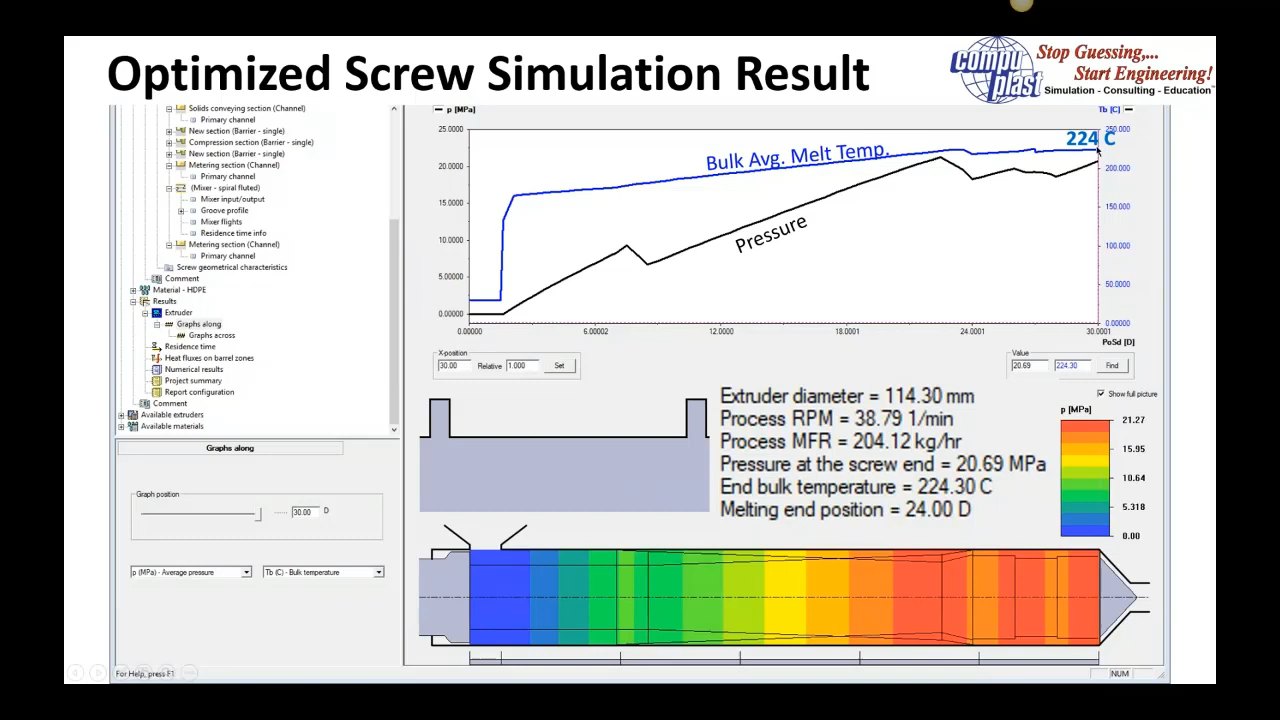 Optimized Screw Simulation Result
compu
plast
Stop Guessing,...
Start Engineering!
Simulation - Consulting - Education
Solids conveying section (Channel)
Primary channel
New section (Barrier - single)
Compression section (Barrier - single)
New section (Barrier - single)
Metering section (Channel)
Primary channel
(Mixer - spiral fluted)
Mixer input/output
Groove profile
Mixer flights
Residence time info
Metering section (Channel)
Primary channel
Screw geometrical characteristics
Comment
Material - HDPE
Results
Extruder
Graphs along
Graphs across
Residence time
Heat fluxes on barrel zones
Numerical results
Project summary
Report configuration
Comment
Available extruders
Available materials
Graphs along
Graph position
30.00 D
p (MPa) - Average pressure
Tb (C) - Bulk temperature
p [MPa]
Tb [C]
25.0000
20.0000
15.0000
10.0000
5.00000
0.00000
224 C
250.000
200.000
150.000
100.000
50.0000
0.00000
Bulk Avg. Melt Temp.
Pressure
0.00000 6.00002 12.0000 18.0001 24.0001 30.0001
PoSd [D]
X-position
30.00 Relative 1.000 Set
Value
20.69 224.30 Find
Show full picture
Extruder diameter = 114.30 mm
Process RPM = 38.79 1/min
Process MFR = 204.12 kg/hr
Pressure at the screw end = 20.69 MPa
End bulk temperature = 224.30 C
Melting end position = 24.00 D
p [MPa]
21.27
15.95
10.64
5.318
0.00
For Help, press F1
NUM